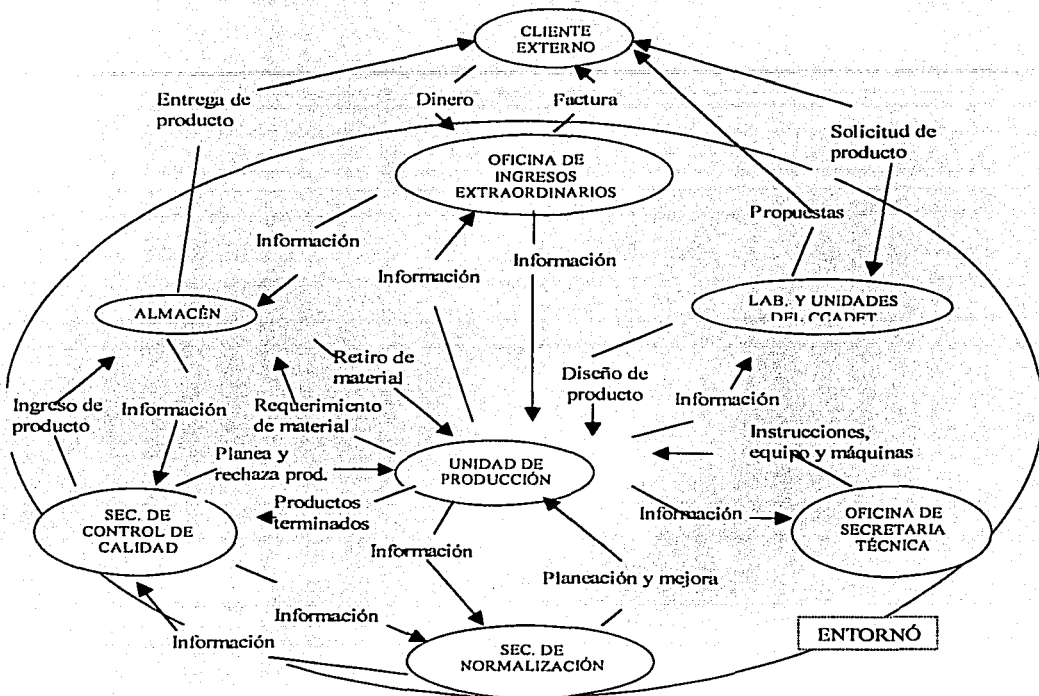 CLIENTE
EXTERNO
Entrega de
producto
Dinero
Factura
Solicitud de
producto
OFICINA DE
INGRESOS
EXTRAORDINARIOS
Propuestas
Información
Información
Información
ALMACÉN
LAB. Y UNIDADES
DEL CCADET
Retiro de
material
Diseño de
producto
Información
Ingreso de
producto
Información
Requerimiento
de material
Instrucciones,
equipo y máquinas
Planea y
rechaza prod.
UNIDAD DE
PRODUCCIÓN
Productos
terminados
SEC. DE
CONTROL DE
CALIDAD
Información
OFICINA DE
SECRETARIA
TÉCNICA
Información
Planeación y mejora
Información
Información
SEC. DE
NORMALIZACIÓN
ENTORNÓ